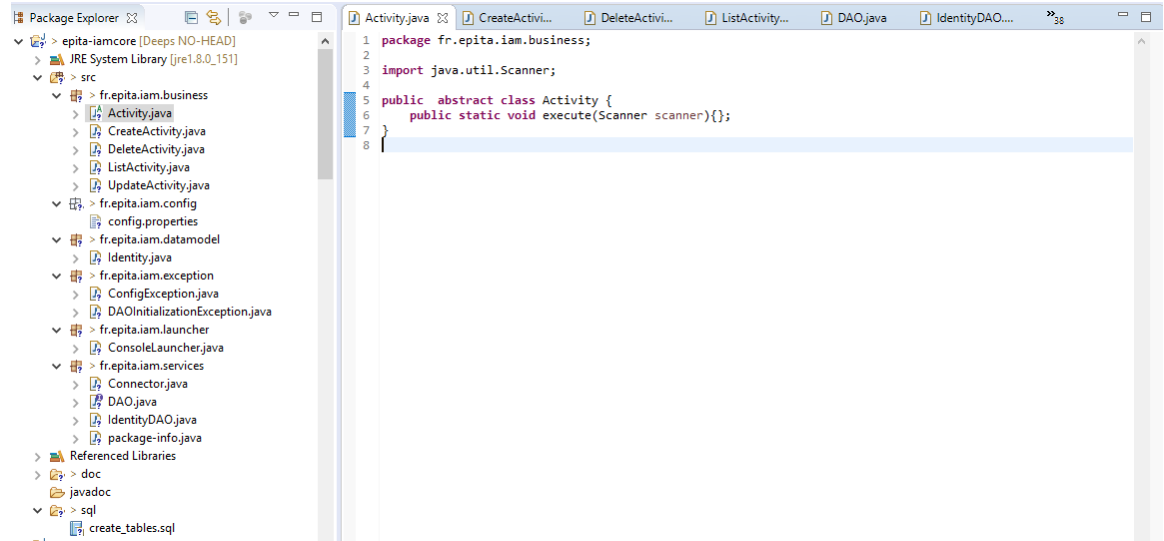 Package Explorer
> epita-iamcore [Deeps NO-HEAD]
JRE System Library [jre1.8.0_151]
> src
> fr.epita.iam.business
Activity.java
CreateActivity.java
DeleteActivity.java
ListActivity.java
UpdateActivity.java
> fr.epita.iam.config
config.properties
> fr.epita.iam.datamodel
Identity.java
> fr.epita.iam.exception
ConfigException.java
DAOInitializationException.java
> fr.epita.iam.launcher
ConsoleLauncher.java
> fr.epita.iam.services
Connector.java
DAO.java
IdentityDAO.java
package-info.java
Referenced Libraries
> doc
javadoc
> sql
create_tables.sql
Activity.java CreateActivi... DeleteActivi... ListActivity... DAO.java IdentityDAO.... »38
1 package fr.epita.iam.business;
2
3 import java.util.Scanner;
4
5 public  abstract class Activity {
6     public static void execute(Scanner scanner){};
7 }
8